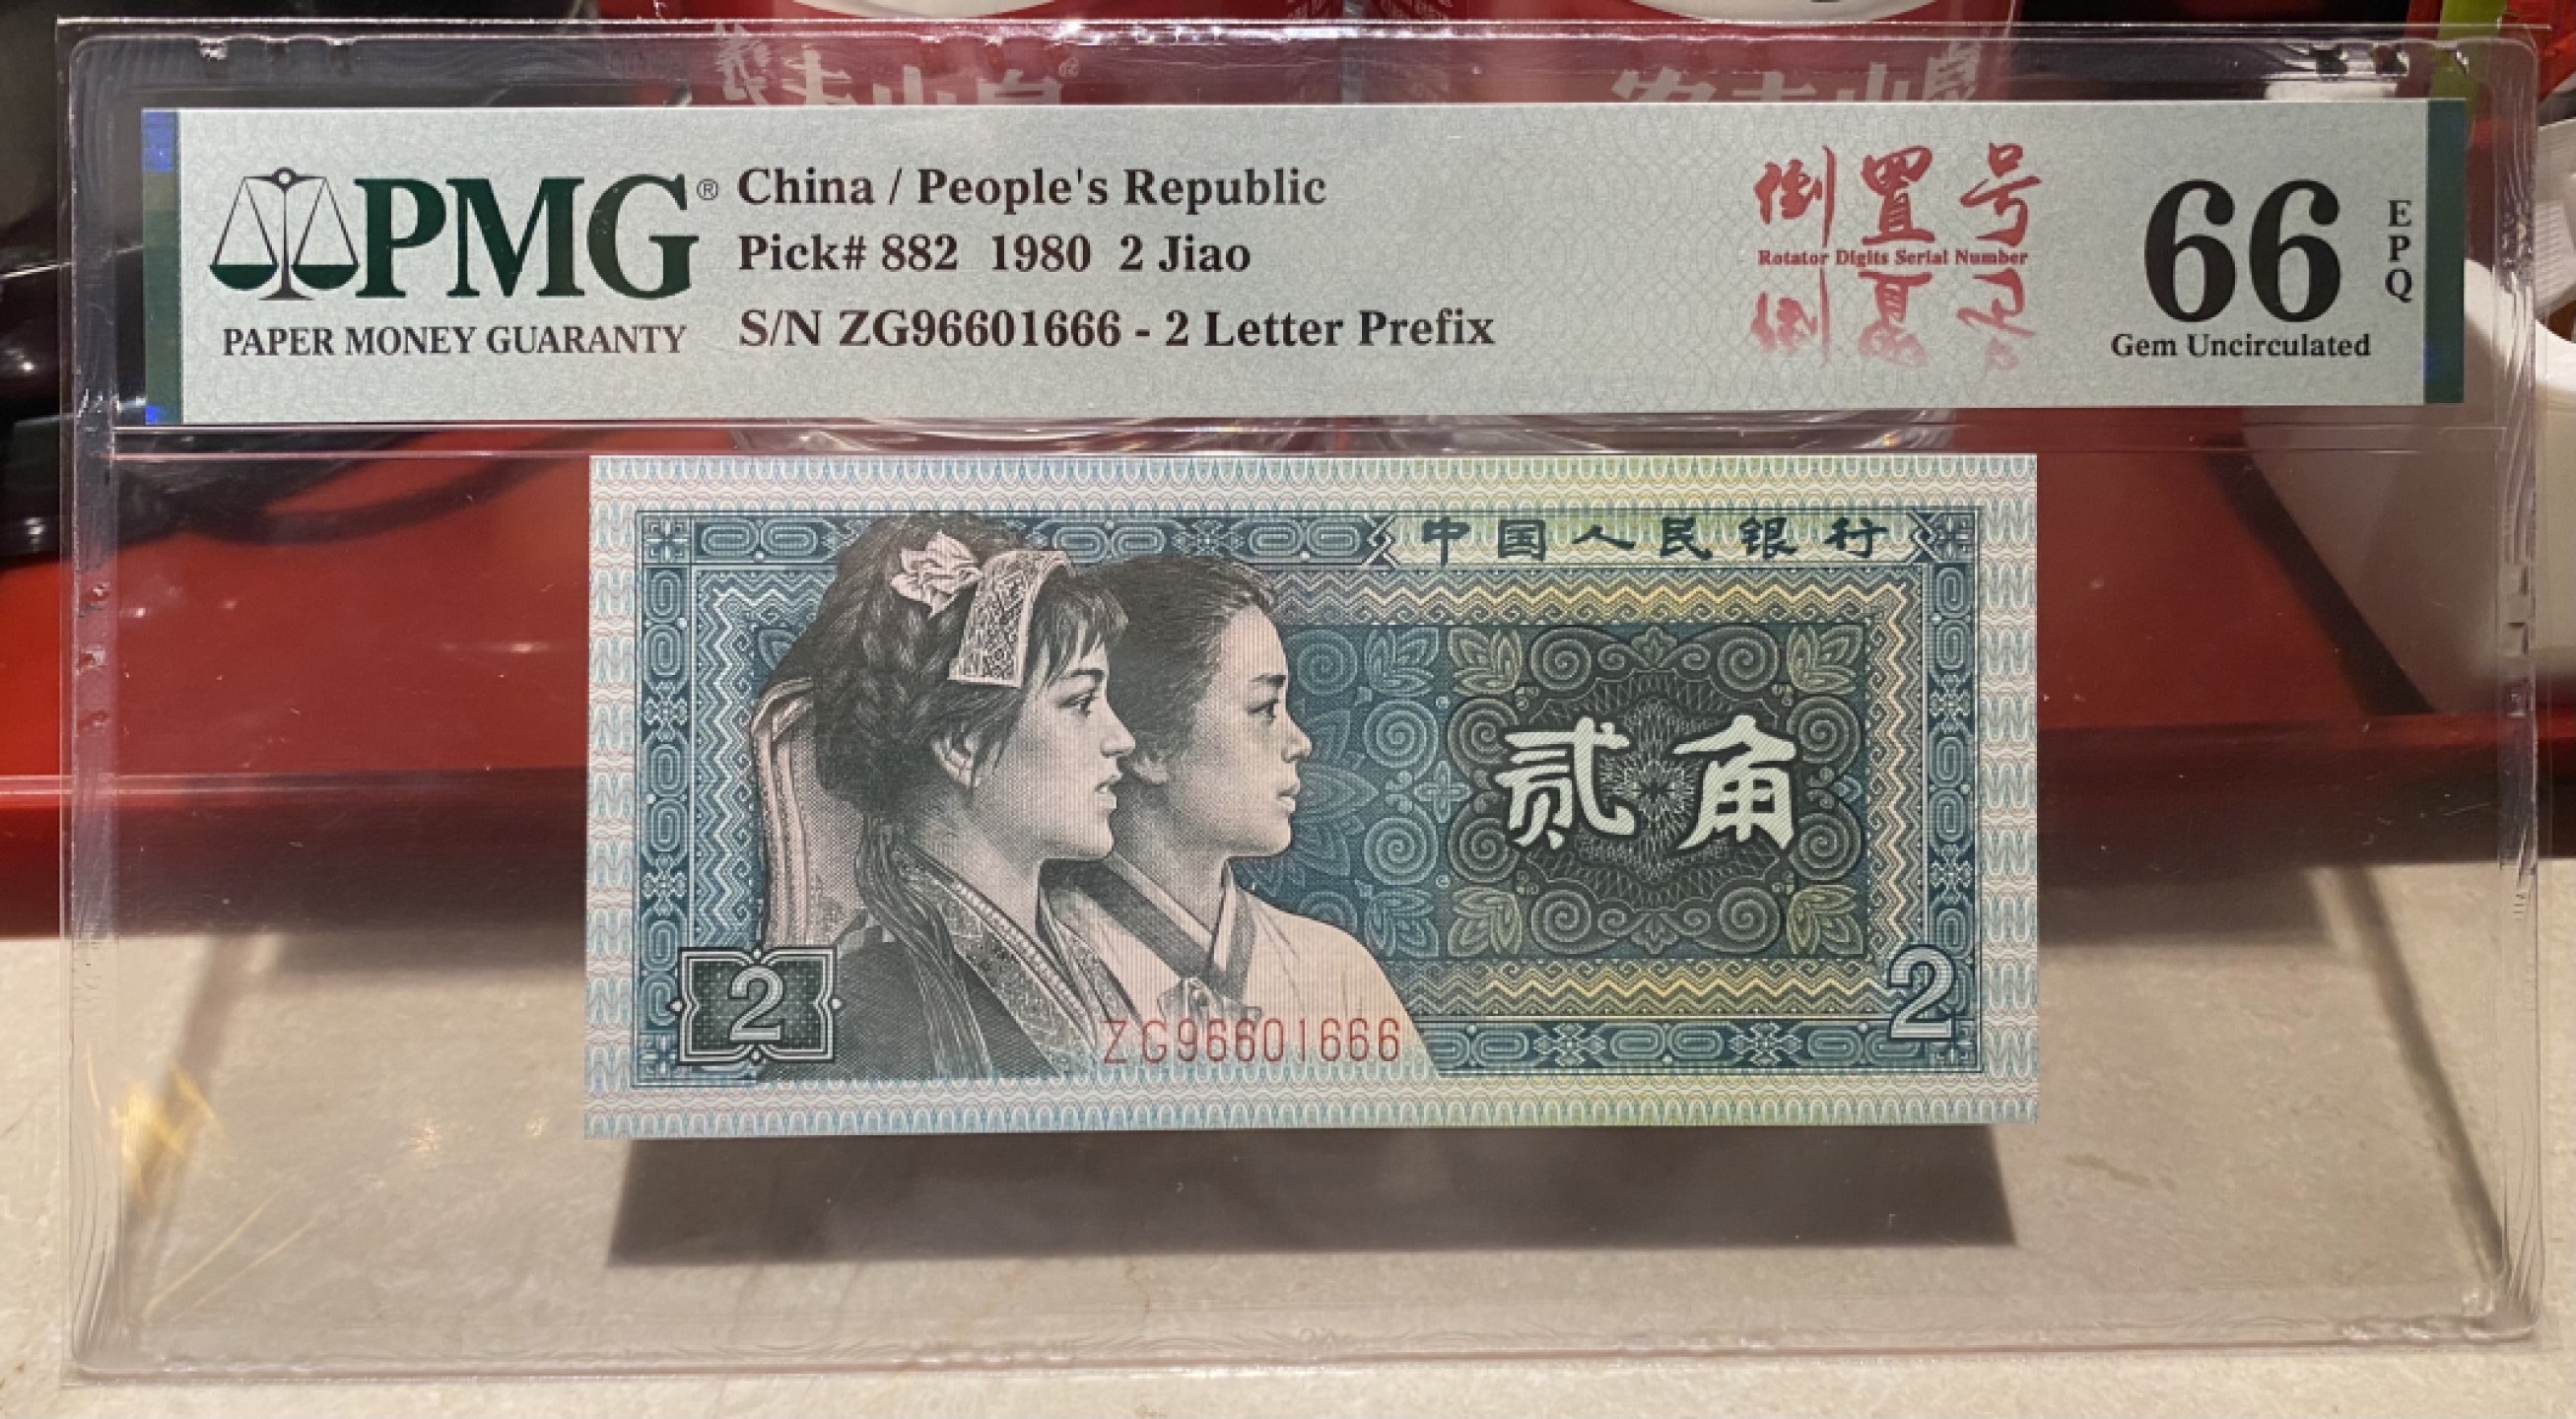 PMG®
PAPER MONEY GUARANTY
China / People's Republic
Pick# 882 1980 2 Jiao
S/N ZG96601666 - 2 Letter Prefix
倒置号
Rotator Digits Serial Number
66
EPQ
Gem Uncirculated
中国人民银行
贰角
2
2
ZG96601666